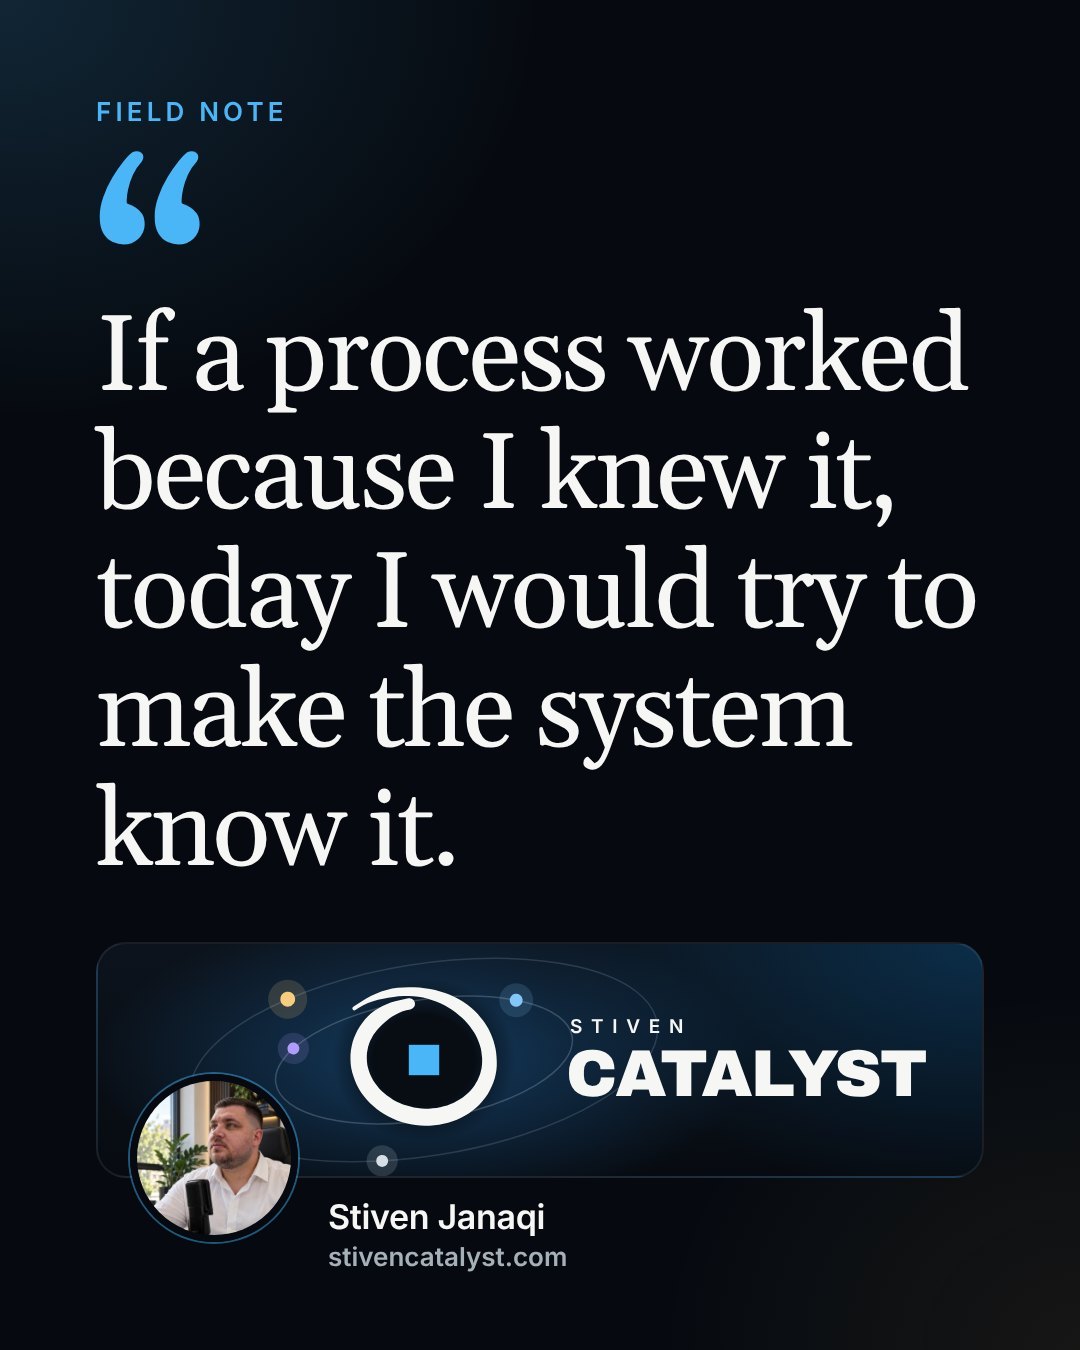 FIELD NOTE
“
If a process worked
because I knew it,
today I would try to
make the system
know it.
STIVEN
CATALYST
Stiven Janaqi
stivencatalyst.com